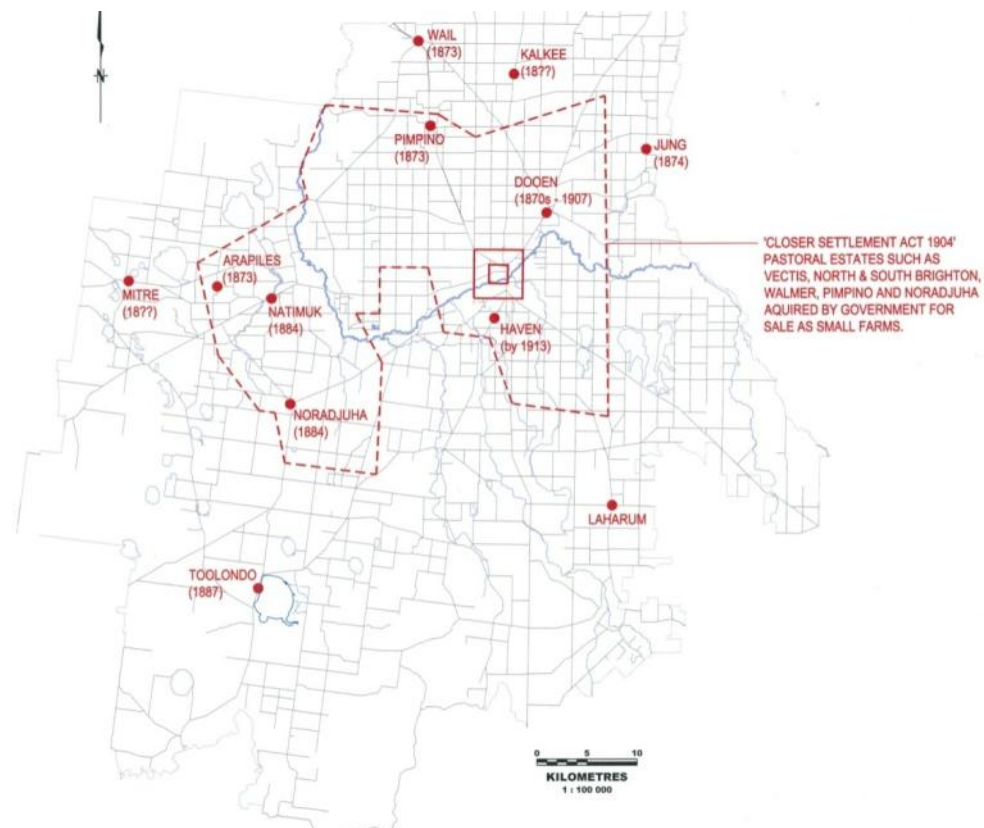 N
WAIL
(1873)
KALKEE
(18??)
PIMPINO
(1873)
JUNG
(1874)
DOOEN
(1870s - 1907)
'CLOSER SETTLEMENT ACT 1904'
PASTORAL ESTATES SUCH AS
VECTIS, NORTH & SOUTH BRIGHTON,
WALMER, PIMPINO AND NORADJUHA
AQUIRED BY GOVERNMENT FOR
SALE AS SMALL FARMS.
ARAPILES
(1873)
MITRE
(18??)
NATIMUK
(1884)
HAVEN
(by 1913)
NORADJUHA
(1884)
LAHARUM
TOOLONDO
(1887)
0 5 10
KILOMETRES
1 : 100 000